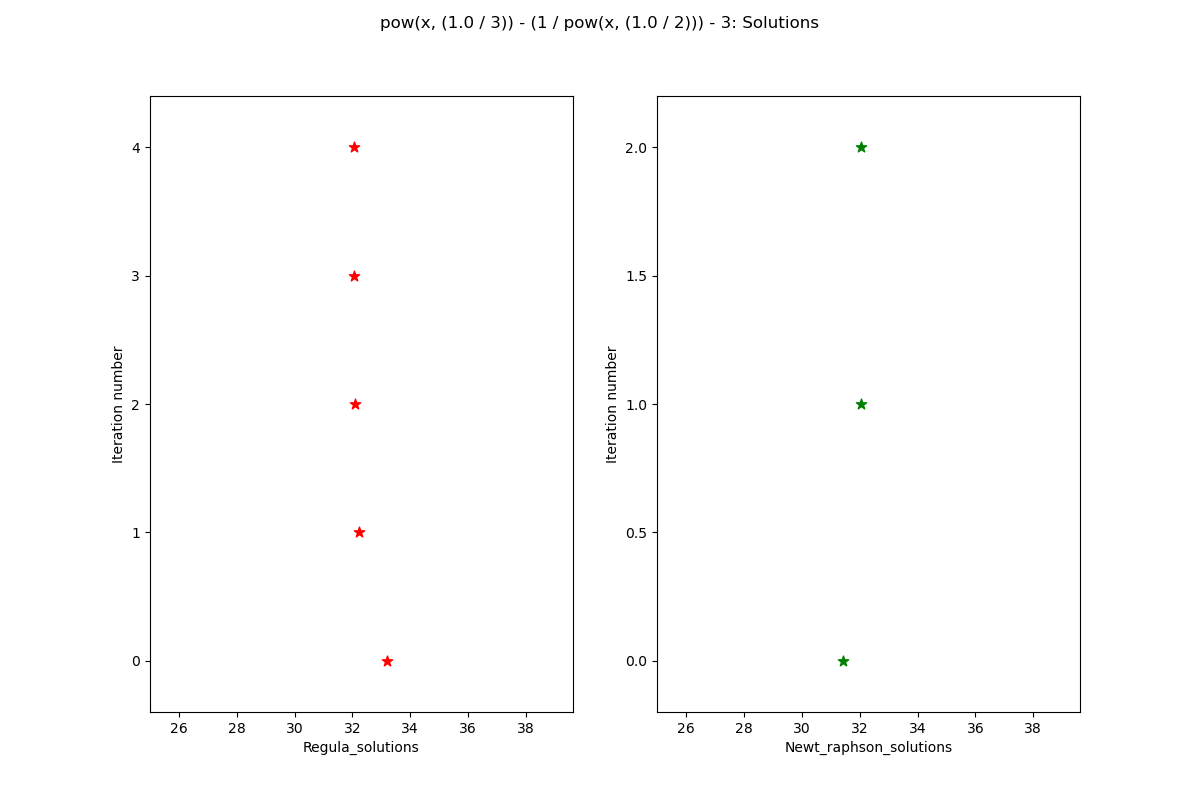 pow(x, (1.0 / 3)) - (1 / pow(x, (1.0 / 2))) - 3: Solutions
4
3
2
1
0
Iteration number
26 28 30 32 34 36 38
Regula_solutions
2.0
1.5
1.0
0.5
0.0
Iteration number
26 28 30 32 34 36 38
Newt_raphson_solutions